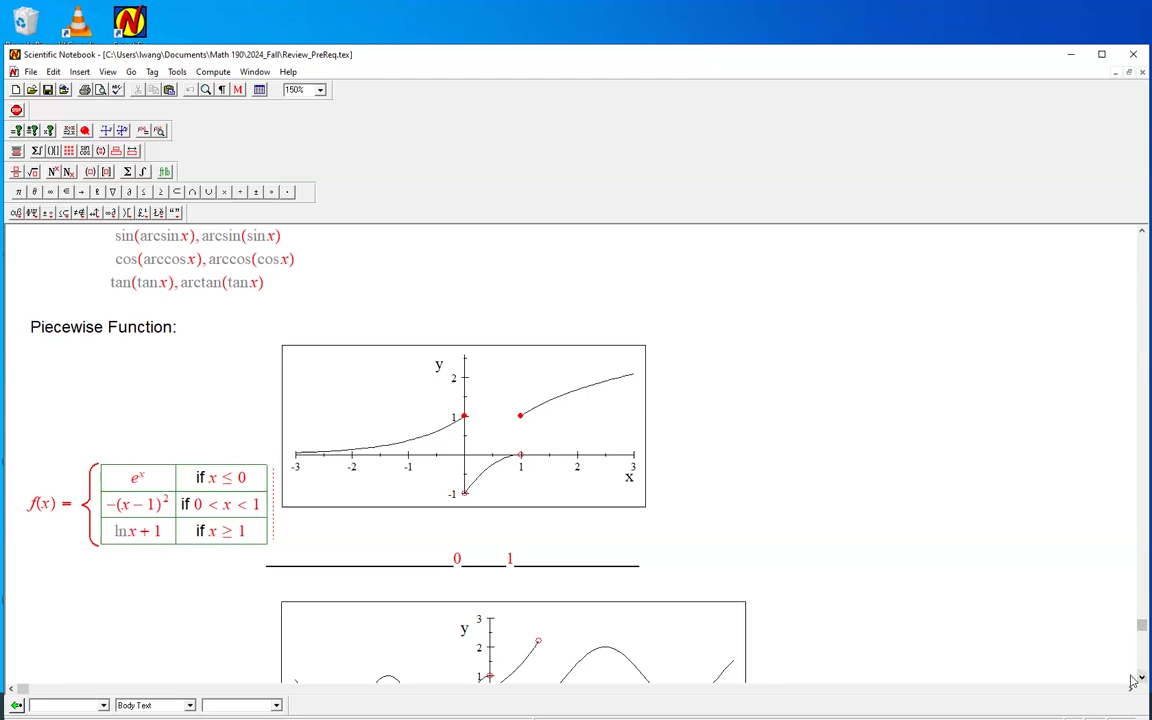 Scientific Notebook - [C:\Users\lwang\Documents\Math 190\2024_Fall\Review_PreReq.tex]
File Edit Insert View Go Tag Tools Compute Window Help
150%
sin(arcsin x), arcsin(sin x)
cos(arccos x), arccos(cos x)
tan(tan x), arctan(tan x)
Piecewise Function:
y
2
1
-3 -2 -1 1 2 3
x
-1
f(x) =
e^x if x ≤ 0
-(x - 1)^2 if 0 < x < 1
ln x + 1 if x ≥ 1
0 1
y
3
2
1
Body Text